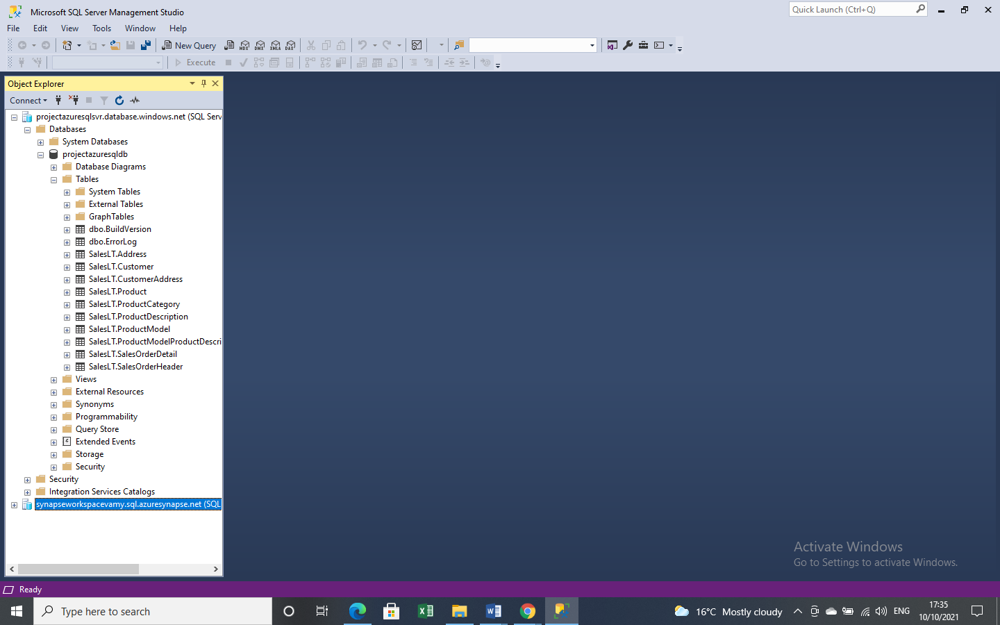 Microsoft SQL Server Management Studio
Quick Launch (Ctrl+Q)
File Edit View Tools Window Help
New Query MDX DMX XMLA DAX
Execute
Object Explorer
Connect
projectazuresqlsvr.database.windows.net (SQL Serv
Databases
System Databases
projectazuresqldb
Database Diagrams
Tables
System Tables
External Tables
GraphTables
dbo.BuildVersion
dbo.ErrorLog
SalesLT.Address
SalesLT.Customer
SalesLT.CustomerAddress
SalesLT.Product
SalesLT.ProductCategory
SalesLT.ProductDescription
SalesLT.ProductModel
SalesLT.ProductModelProductDescri
SalesLT.SalesOrderDetail
SalesLT.SalesOrderHeader
Views
External Resources
Synonyms
Programmability
Query Store
Extended Events
Storage
Security
Security
Integration Services Catalogs
synapseworkspacevamy.sql.azuresynapse.net (SQL
Activate Windows
Go to Settings to activate Windows.
Ready
Type here to search
16°C Mostly cloudy
ENG
17:35
10/10/2021